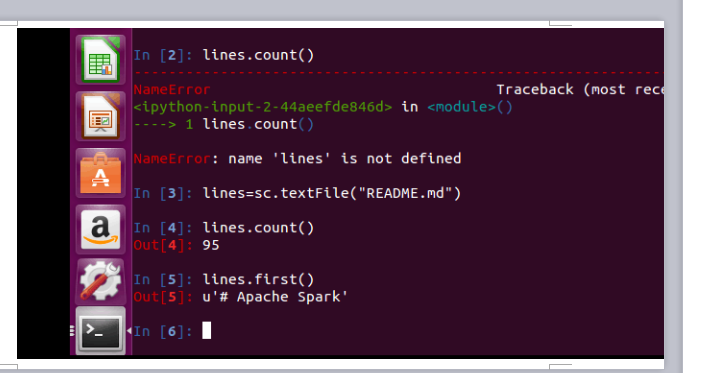 In [2]: lines.count()
NameError Traceback (most rece
<ipython-input-2-44aeefde846d> in <module>()
----> 1 lines.count()
NameError: name 'lines' is not defined
In [3]: lines=sc.textFile("README.md")
In [4]: lines.count()
Out[4]: 95
In [5]: lines.first()
Out[5]: u'# Apache Spark'
In [6]: